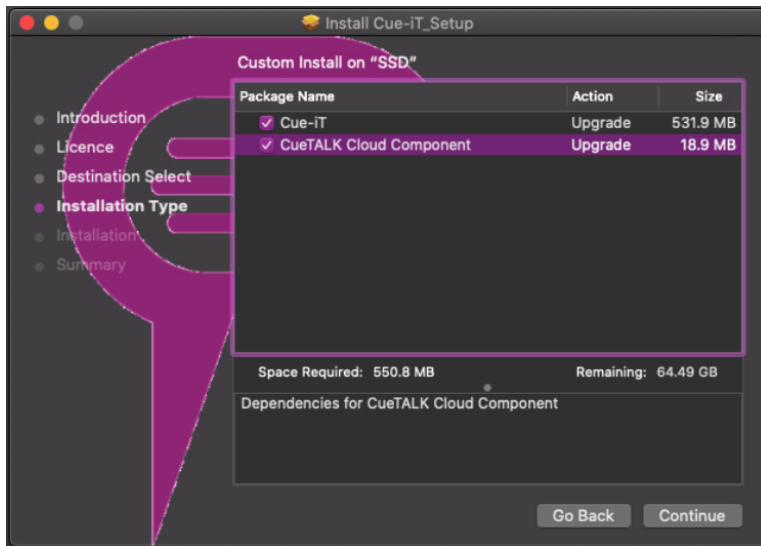 Install Cue-iT_Setup
Custom Install on “SSD”
Introduction
Licence
Destination Select
Installation Type
Installation
Summary
Package Name Action Size
Cue-iT Upgrade 531.9 MB
CueTALK Cloud Component Upgrade 18.9 MB
Space Required: 550.8 MB Remaining: 64.49 GB
Dependencies for CueTALK Cloud Component
Go Back Continue